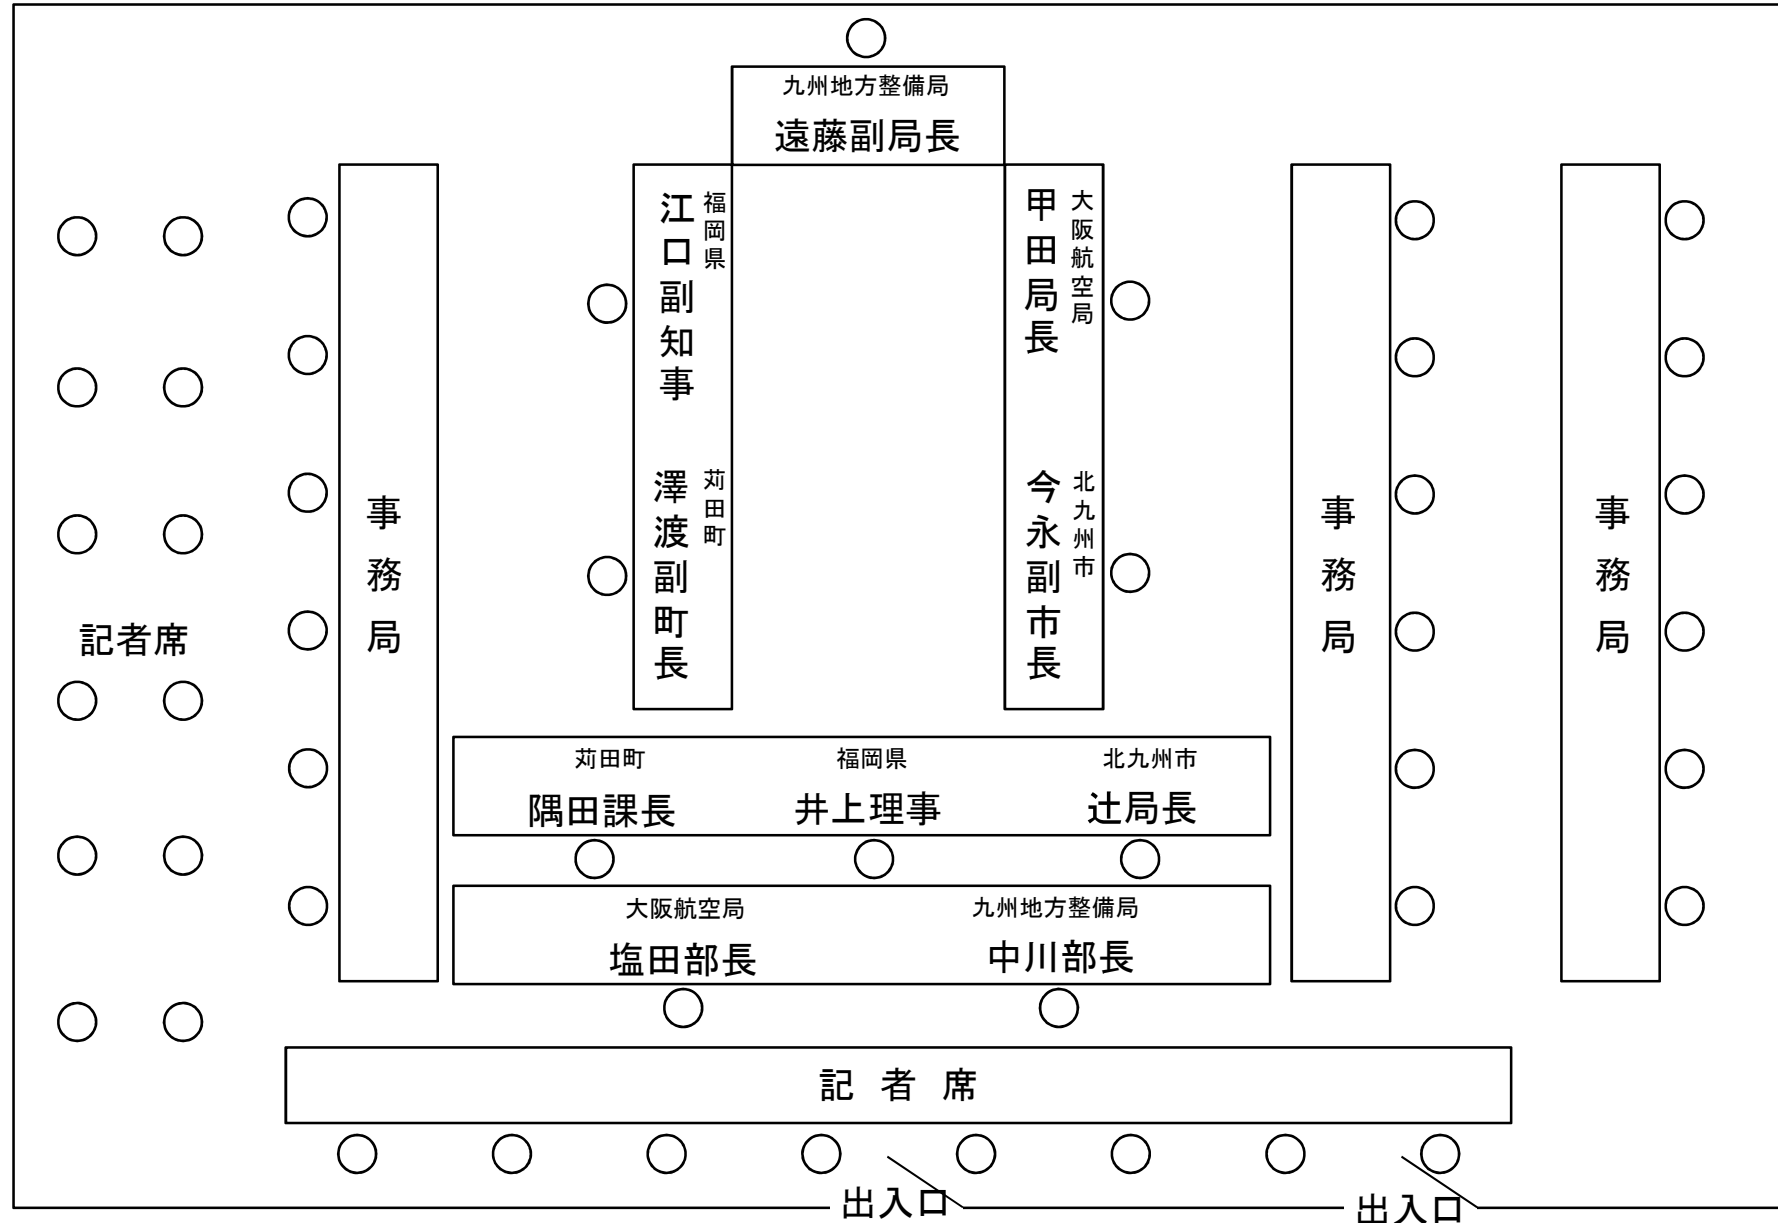 九州地方整備局
遠藤副局長
福岡県
江口副知事
大阪航空局
甲田局長
苅田町
澤渡副町長
北九州市
今永副市長
事務局
事務局
事務局
記者席
苅田町
隅田課長
福岡県
井上理事
北九州市
辻局長
大阪航空局
塩田部長
九州地方整備局
中川部長
記者席
出入口
出入口